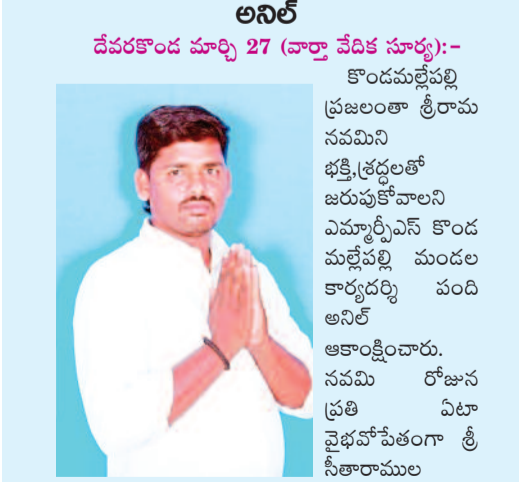 అనిల్
దేవరకొండ మార్చి 27 (వార్తా వేదిక సూర్య):-
కొండమల్లేపల్లి
ప్రజలంతా శ్రీరామ
నవమిని
భక్తి,శ్రద్ధలతో
జరుపుకోవాలని
ఎమ్మార్పీఎస్ కొండ
మల్లేపల్లి మండల
కార్యదర్శి పంది
అనిల్
ఆకాంక్షించారు.
నవమి రోజున
ప్రతి ఏటా
వైభవోపేతంగా శ్రీ
సీతారాముల